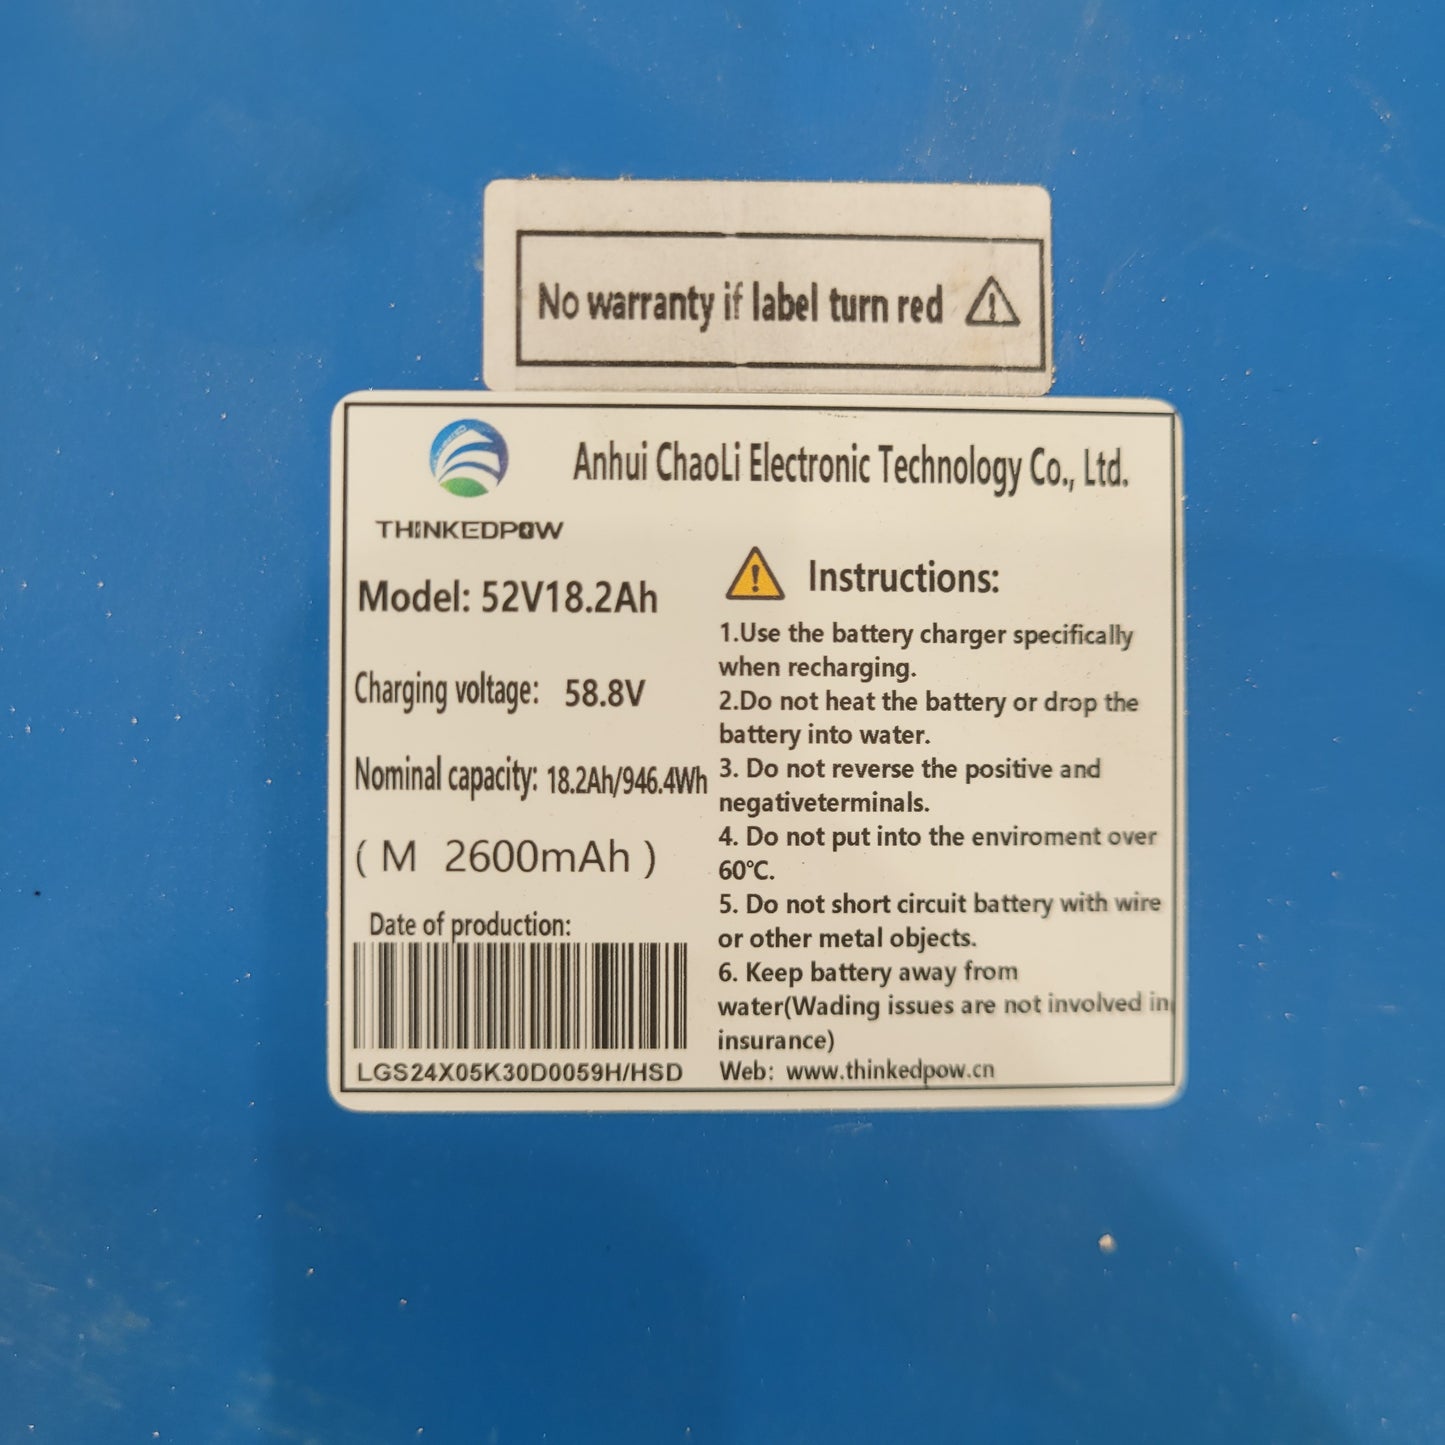 No warranty if label turn red
Anhui ChaoLi Electronic Technology Co., Ltd.
THINKEDPOW
Model: 52V18.2Ah
Charging voltage: 58.8V
Nominal capacity: 18.2Ah/946.4Wh
( M 2600mAh )
Date of production:
LGS24X05K30D0059H/HSD
Instructions:
1.Use the battery charger specifically
when recharging.
2.Do not heat the battery or drop the
battery into water.
3. Do not reverse the positive and
negativeterminals.
4. Do not put into the enviroment over
60℃.
5. Do not short circuit battery with wire
or other metal objects.
6. Keep battery away from
water(Wading issues are not involved in
insurance)
Web: www.thinkedpow.cn